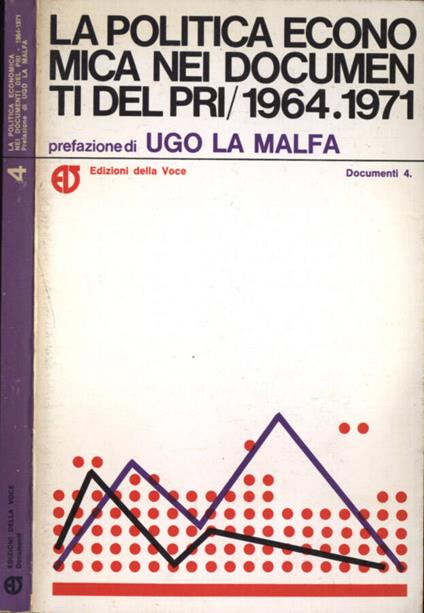 LA POLITICA ECONO
MICA NEI DOCUMEN
TI DEL PRI/1964.1971
prefazione di UGO LA MALFA
EV Edizioni della Voce
Documenti 4.
LA POLITICA ECONOMICA
NEI DOCUMENTI DEL PRI - 1964-1971
Prefazione di UGO LA MALFA
4
EDIZIONI DELLA VOCE
Documenti
EV